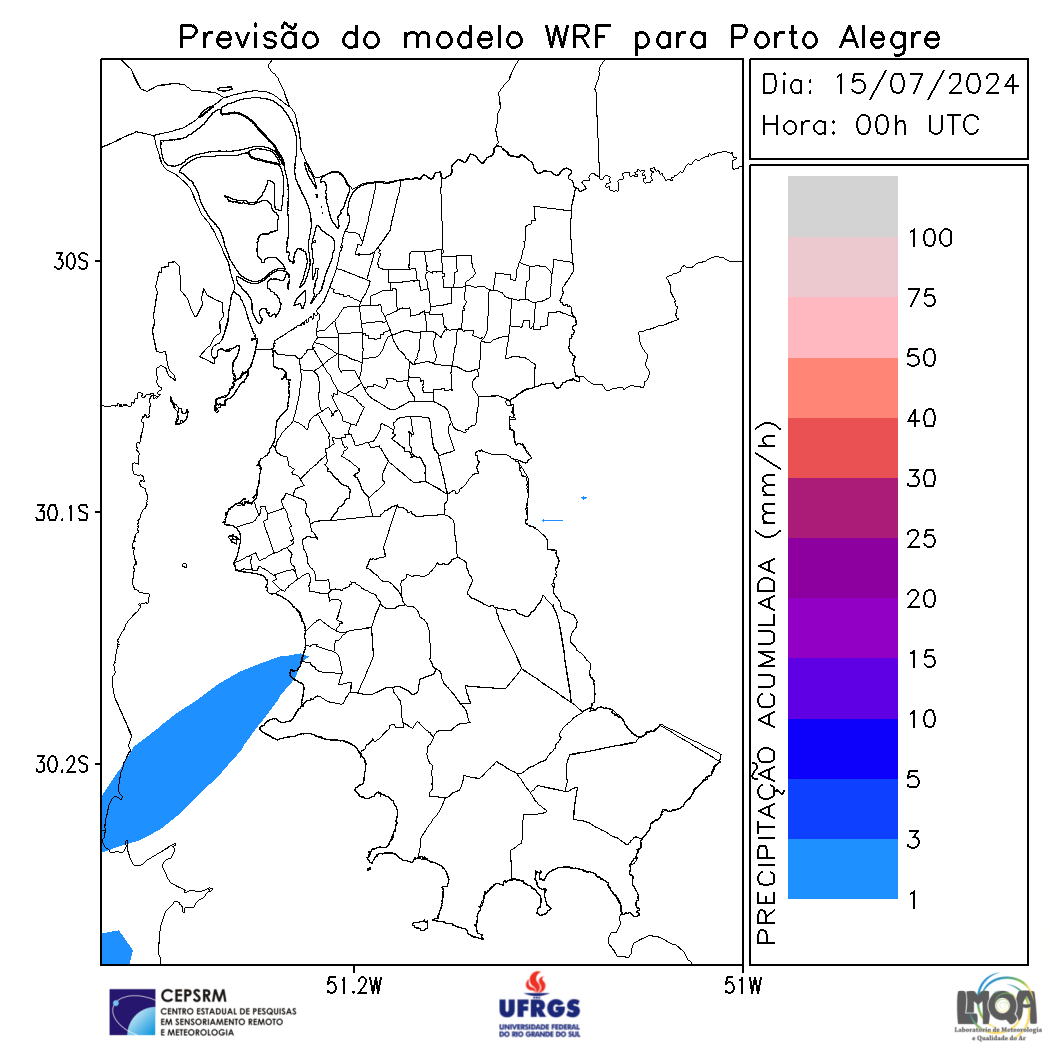 Previsão do modelo WRF para Porto Alegre
Dia: 15/07/2024
Hora: 00h UTC
30S
30.1S
30.2S
51.2W
51W
PRECIPITAÇÃO ACUMULADA (mm/h)
100
75
50
40
30
25
20
15
10
5
3
1
CEPSRM
CENTRO ESTADUAL DE PESQUISAS
EM SENSORIAMENTO REMOTO
E METEOROLOGIA
UFRGS
UNIVERSIDADE FEDERAL
DO RIO GRANDE DO SUL
LMQA
Laboratório de Meteorologia
e Qualidade do Ar